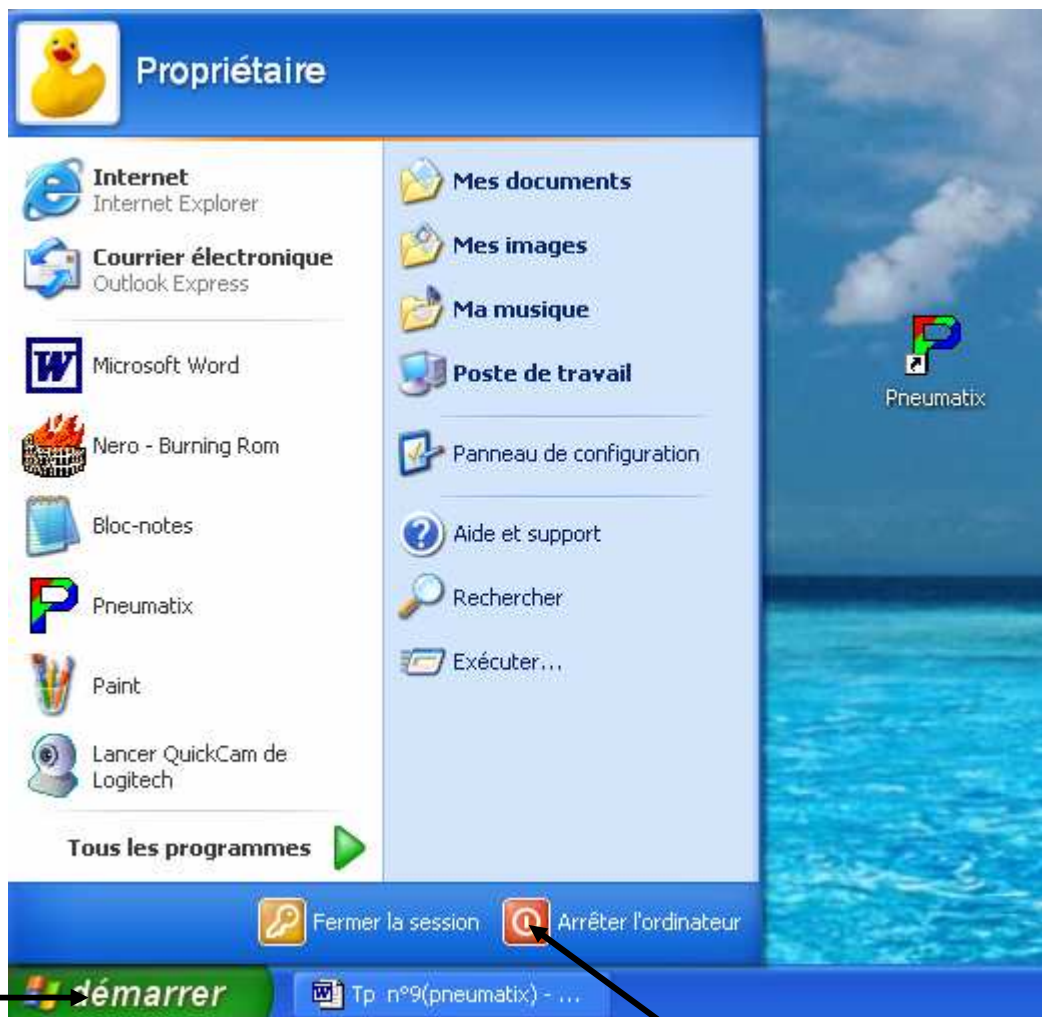 Propriétaire
Internet
Internet Explorer
Courrier électronique
Outlook Express
Microsoft Word
Nero - Burning Rom
Bloc-notes
Pneumatix
Paint
Lancer QuickCam de
Logitech
Tous les programmes
Mes documents
Mes images
Ma musique
Poste de travail
Panneau de configuration
Aide et support
Rechercher
Exécuter...
Pneumatix
Fermer la session
Arrêter l'ordinateur
démarrer
Tp n°9(pneumatix) - ...